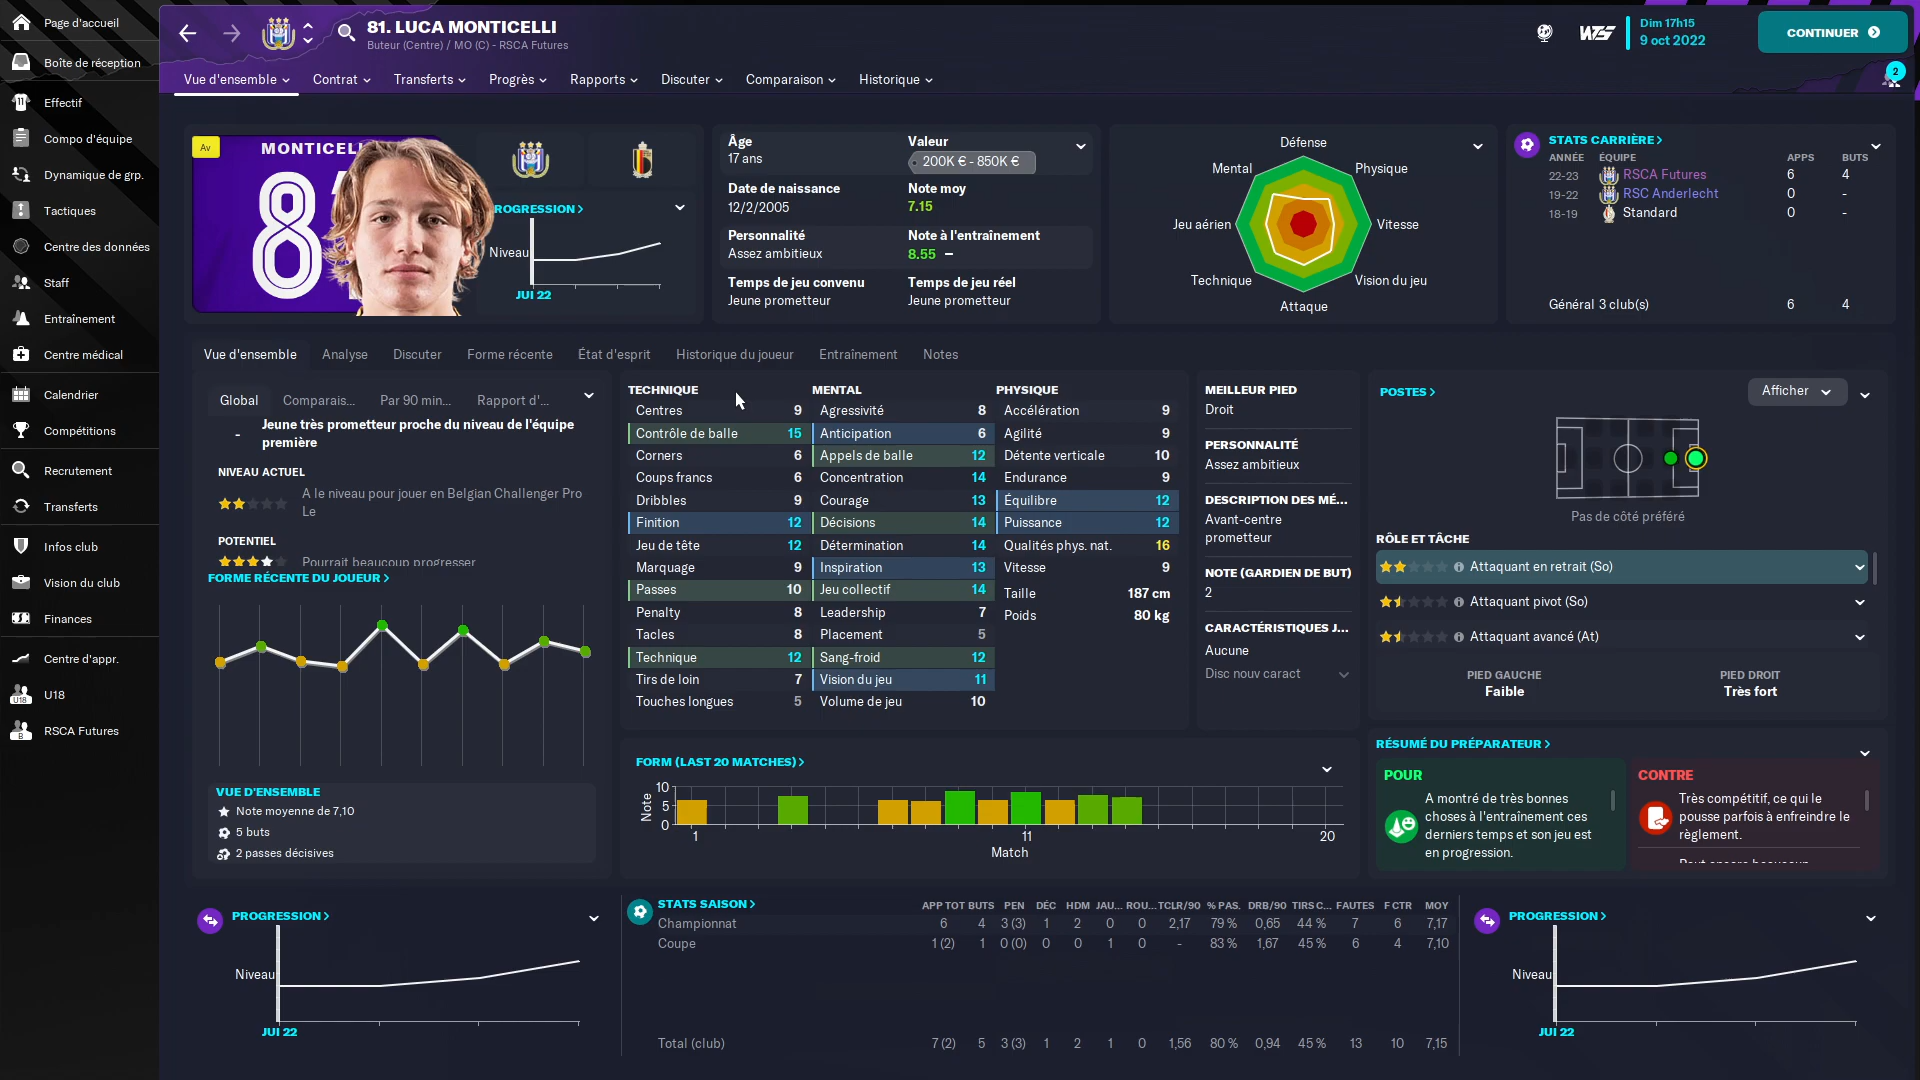 Page d'accueil
Boîte de réception
Effectif
Compo d'équipe
Dynamique de grp.
Tactiques
Centre des données
Staff
Entraînement
Centre médical
Calendrier
Compétitions
Recrutement
Transferts
Infos club
Vision du club
Finances
Centre d'appr.
U18
RSCA Futures
81. LUCA MONTICELLI
Buteur (Centre) / MO (C) - RSCA Futures
Dim 17h15
9 oct 2022
CONTINUER
2
Vue d'ensemble
Contrat
Transferts
Progrès
Rapports
Discuter
Comparaison
Historique
Av
MONTICELLI
81
PROGRESSION
Niveau
JUI 22
Âge
17 ans
Valeur
200K € - 850K €
Date de naissance
12/2/2005
Note moy
7.15
Personnalité
Assez ambitieux
Note à l'entraînement
8.55 –
Temps de jeu convenu
Jeune prometteur
Temps de jeu réel
Jeune prometteur
Défense
Physique
Vitesse
Vision du jeu
Attaque
Technique
Jeu aérien
Mental
STATS CARRIÈRE
ANNÉE ÉQUIPE APPS BUTS
22-23 RSCA Futures 6 4
19-22 RSC Anderlecht 0 -
18-19 Standard 0 -
Général 3 club(s) 6 4
Vue d'ensemble
Analyse
Discuter
Forme récente
État d'esprit
Historique du joueur
Entraînement
Notes
Global
Comparais...
Par 90 min...
Rapport d'...
- Jeune très prometteur proche du niveau de l'équipe
première
NIVEAU ACTUEL
A le niveau pour jouer en Belgian Challenger Pro
Le
POTENTIEL
Pourrait beaucoup progresser
FORME RÉCENTE DU JOUEUR
VUE D'ENSEMBLE
Note moyenne de 7,10
5 buts
2 passes décisives
TECHNIQUE
Centres 9
Contrôle de balle 15
Corners 6
Coups francs 6
Dribbles 9
Finition 12
Jeu de tête 12
Marquage 9
Passes 10
Penalty 8
Tacles 8
Technique 12
Tirs de loin 7
Touches longues 5
MENTAL
Agressivité 8
Anticipation 6
Appels de balle 12
Concentration 14
Courage 13
Décisions 14
Détermination 14
Inspiration 13
Jeu collectif 14
Leadership 7
Placement 5
Sang-froid 12
Vision du jeu 11
Volume de jeu 10
PHYSIQUE
Accélération 9
Agilité 9
Détente verticale 10
Endurance 9
Équilibre 12
Puissance 12
Qualités phys. nat. 16
Vitesse 9
Taille 187 cm
Poids 80 kg
MEILLEUR PIED
Droit
PERSONNALITÉ
Assez ambitieux
DESCRIPTION DES MÉ...
Avant-centre
prometteur
NOTE (GARDIEN DE BUT)
2
CARACTÉRISTIQUES J...
Aucune
Disc nouv caract
POSTES
Afficher
Pas de côté préféré
RÔLE ET TÂCHE
Attaquant en retrait (So)
Attaquant pivot (So)
Attaquant avancé (At)
PIED GAUCHE
Faible
PIED DROIT
Très fort
FORM (LAST 20 MATCHES)
Note
10
5
0
1 11 20
Match
RÉSUMÉ DU PRÉPARATEUR
POUR
A montré de très bonnes
choses à l'entraînement ces
derniers temps et son jeu est
en progression.
CONTRE
Très compétitif, ce qui le
pousse parfois à enfreindre le
règlement.
PROGRESSION
Niveau
JUI 22
STATS SAISON
APP TOT BUTS PEN DÉC HDM JAU... ROU... TCLR/90 % PAS. DRB/90 TIRS C... FAUTES F CTR MOY
Championnat 6 4 3 (3) 1 2 0 0 2,17 79 % 0,65 44 % 7 6 7,17
Coupe 1 (2) 1 0 (0) 0 0 1 0 - 83 % 1,67 45 % 6 4 7,10
Total (club) 7 (2) 5 3 (3) 1 2 1 0 1,56 80 % 0,94 45 % 13 10 7,15
PROGRESSION
Niveau
JUI 22